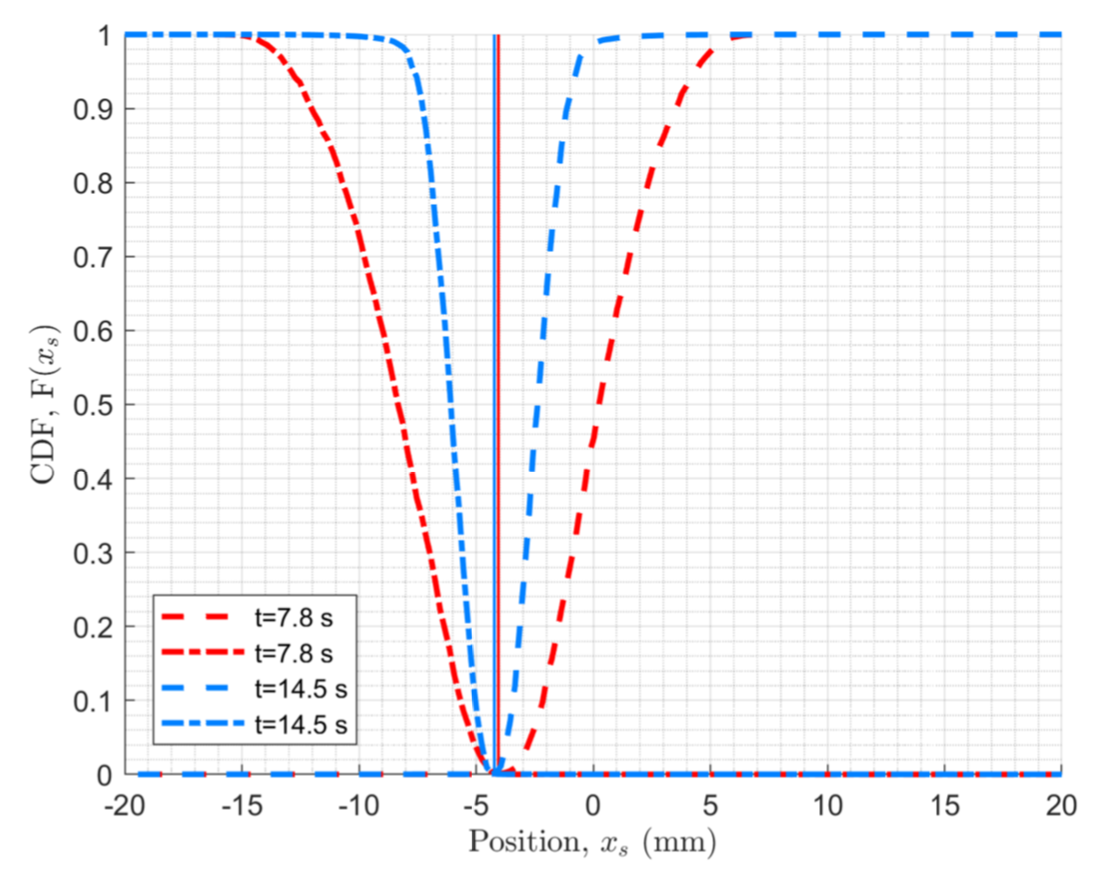 1
0.9
0.8
0.7
0.6
0.5
0.4
0.3
0.2
0.1
0
CDF, F(xₛ)
t=7.8 s
t=7.8 s
t=14.5 s
t=14.5 s
-20 -15 -10 -5 0 5 10 15 20
Position, xₛ (mm)